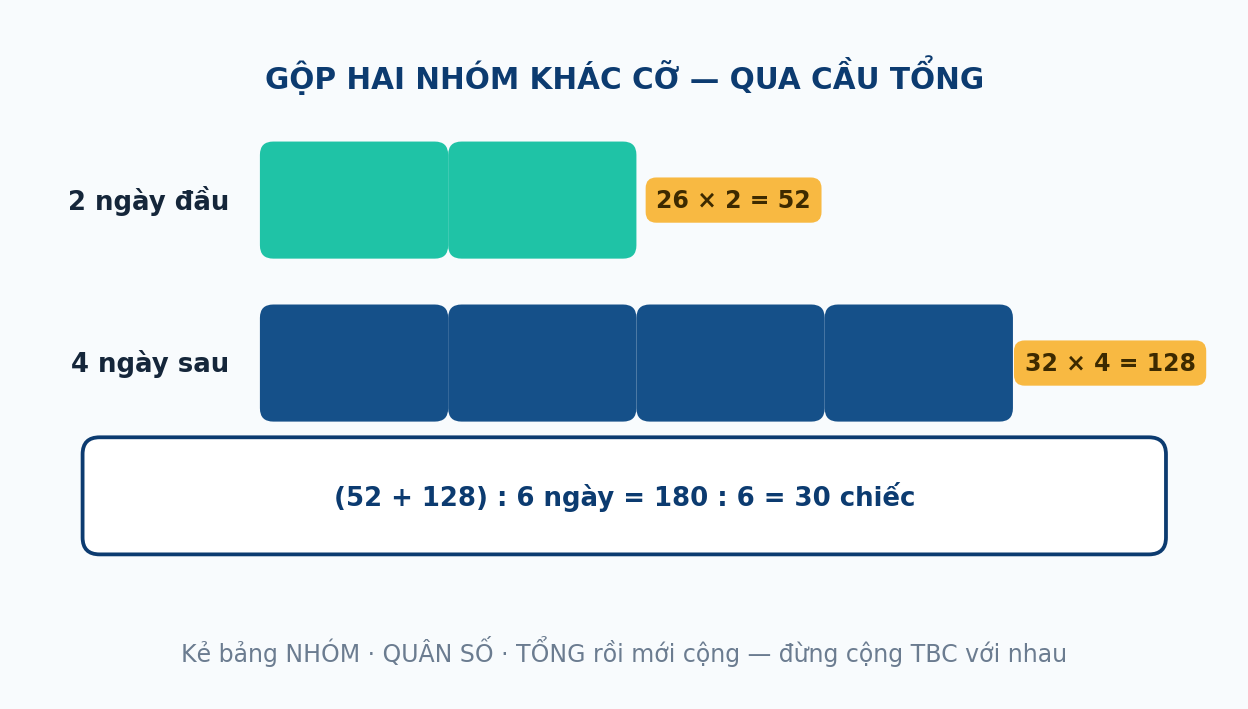 GỘP HAI NHÓM KHÁC CỠ — QUA CẦU TỔNG
2 ngày đầu
26 × 2 = 52
4 ngày sau
32 × 4 = 128
(52 + 128) : 6 ngày = 180 : 6 = 30 chiếc
Kẻ bảng NHÓM · QUÂN SỐ · TỔNG rồi mới cộng — đừng cộng TBC với nhau